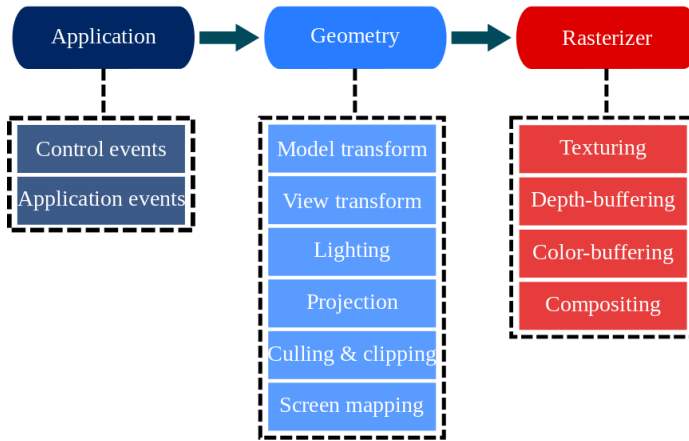 Application
Geometry
Rasterizer
Control events
Application events
Model transform
View transform
Lighting
Projection
Culling & clipping
Screen mapping
Texturing
Depth-buffering
Color-buffering
Compositing